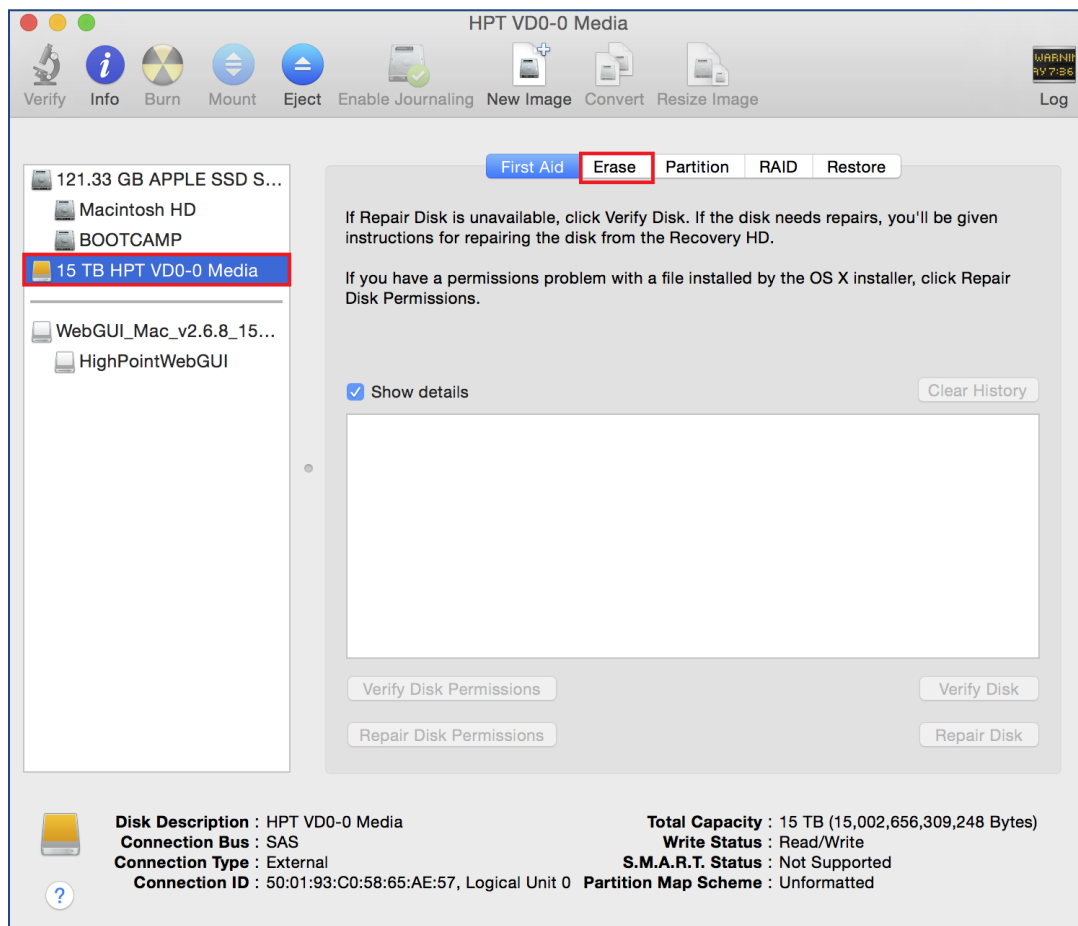 HPT VD0-0 Media
WARNIN
AY 7:36
Verify Info Burn Mount Eject Enable Journaling New Image Convert Resize Image Log
First Aid Erase Partition RAID Restore
121.33 GB APPLE SSD S...
Macintosh HD
BOOTCAMP
15 TB HPT VD0-0 Media
WebGUI_Mac_v2.6.8_15...
HighPointWebGUI
If Repair Disk is unavailable, click Verify Disk. If the disk needs repairs, you'll be given
instructions for repairing the disk from the Recovery HD.
If you have a permissions problem with a file installed by the OS X installer, click Repair
Disk Permissions.
Show details
Clear History
Verify Disk Permissions
Verify Disk
Repair Disk Permissions
Repair Disk
Disk Description : HPT VD0-0 Media
Connection Bus : SAS
Connection Type : External
Connection ID : 50:01:93:C0:58:65:AE:57, Logical Unit 0
Total Capacity : 15 TB (15,002,656,309,248 Bytes)
Write Status : Read/Write
S.M.A.R.T. Status : Not Supported
Partition Map Scheme : Unformatted
?